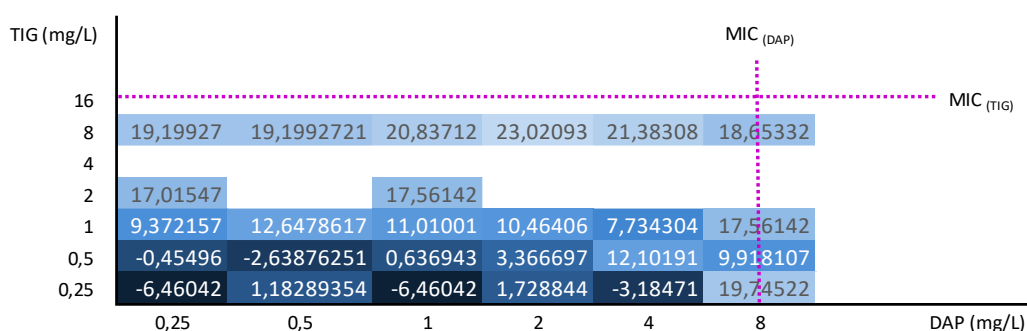 TIG (mg/L)
MIC (DAP)
16
MIC (TIG)
8 19,19927 19,1992721 20,83712 23,02093 21,38308 18,65332
4
2 17,01547 17,56142
1 9,372157 12,6478617 11,01001 10,46406 7,734304 17,56142
0,5 -0,45496 -2,63876251 0,636943 3,366697 12,10191 9,918107
0,25 -6,46042 1,18289354 -6,46042 1,728844 -3,18471 19,74522
0,25 0,5 1 2 4 8 DAP (mg/L)